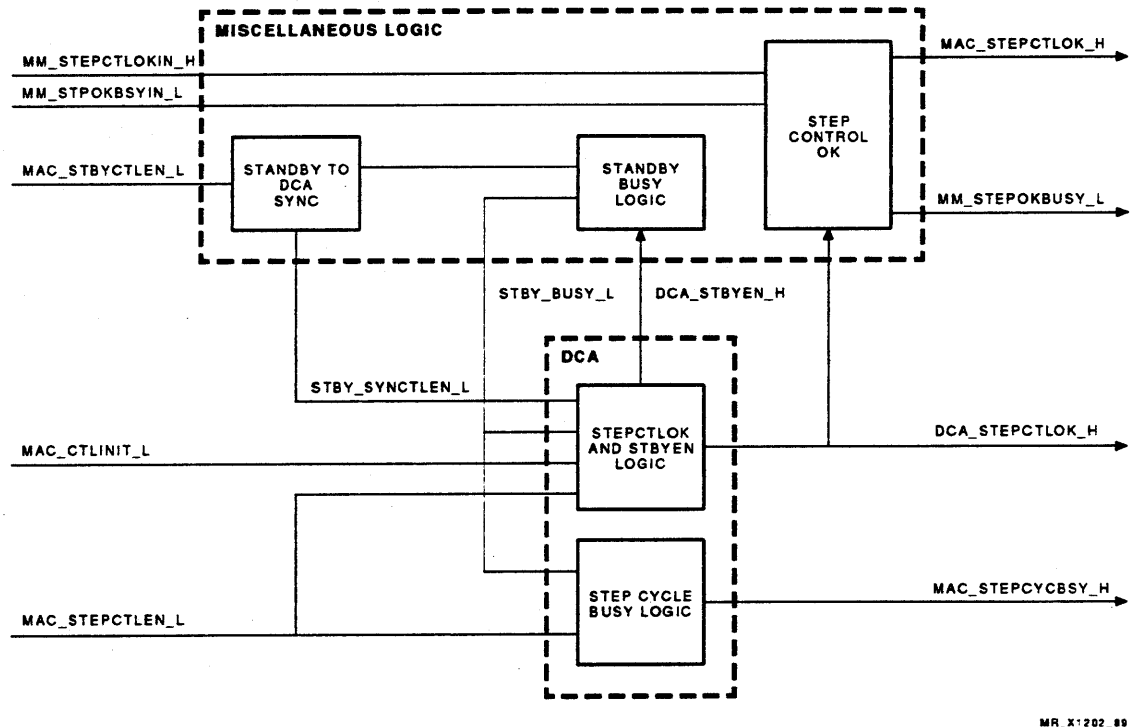 MISCELLANEOUS LOGIC
MM_STEPCTLOKIN_H
MAC_STEPCTLOK_H
MM_STPOKBSYIN_L
STEP
CONTROL
OK
MAC_STBYCTLEN_L
STANDBY TO
DCA
SYNC
STANDBY
BUSY
LOGIC
MM_STEPOKBUSY_L
STBY_BUSY_L
DCA_STBYEN_H
DCA
STBY_SYNCTLEN_L
STEPCTLOK
AND STBYEN
LOGIC
DCA_STEPCTLOK_H
MAC_CTLINIT_L
STEP CYCLE
BUSY LOGIC
MAC_STEPCYCBSY_H
MAC_STEPCTLEN_L
MR_X1202_89